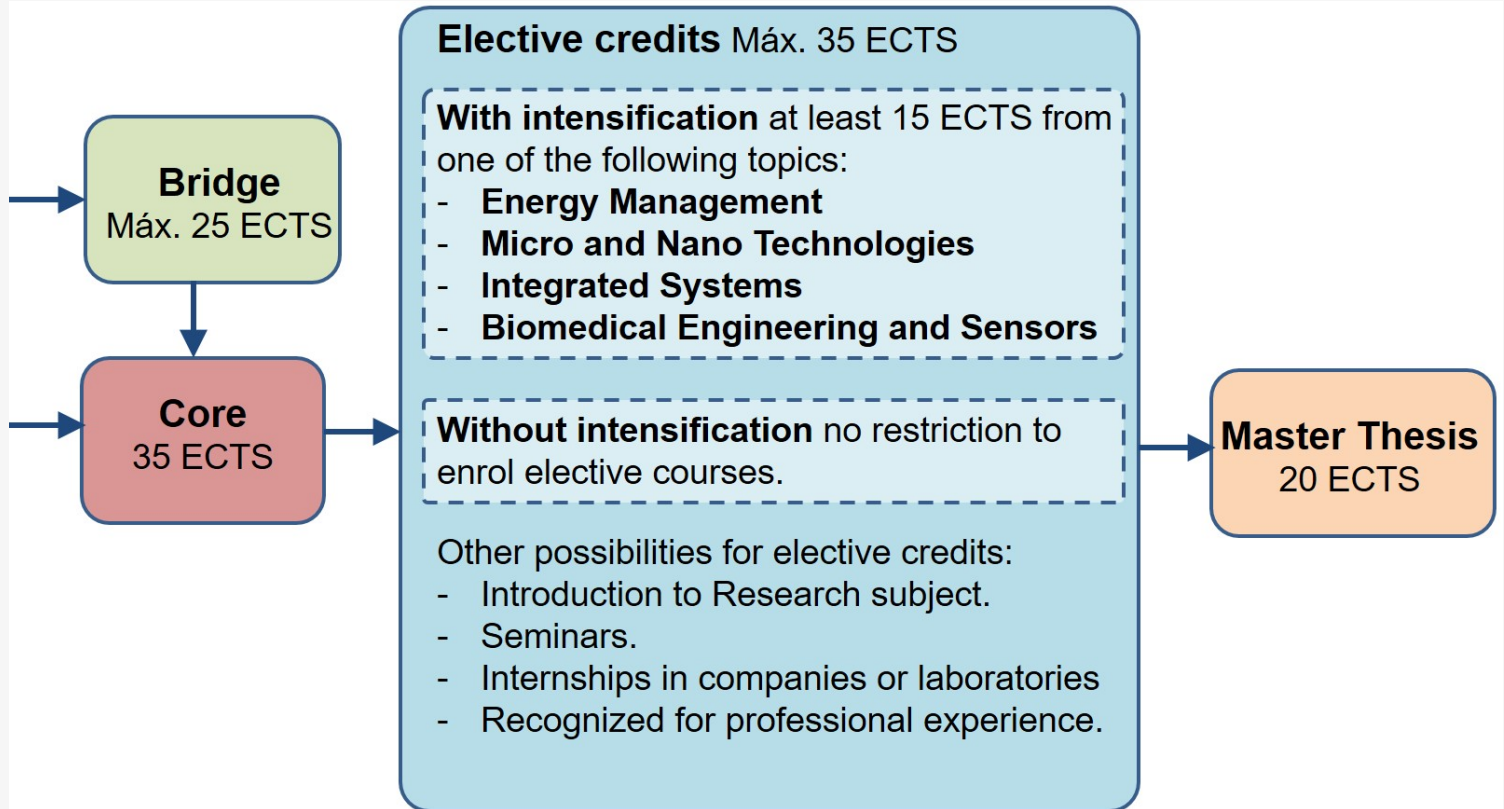 Bridge
Máx. 25 ECTS
Core
35 ECTS
Elective credits Máx. 35 ECTS
With intensification at least 15 ECTS from
one of the following topics:
- Energy Management
- Micro and Nano Technologies
- Integrated Systems
- Biomedical Engineering and Sensors
Without intensification no restriction to
enrol elective courses.
Other possibilities for elective credits:
- Introduction to Research subject.
- Seminars.
- Internships in companies or laboratories
- Recognized for professional experience.
Master Thesis
20 ECTS